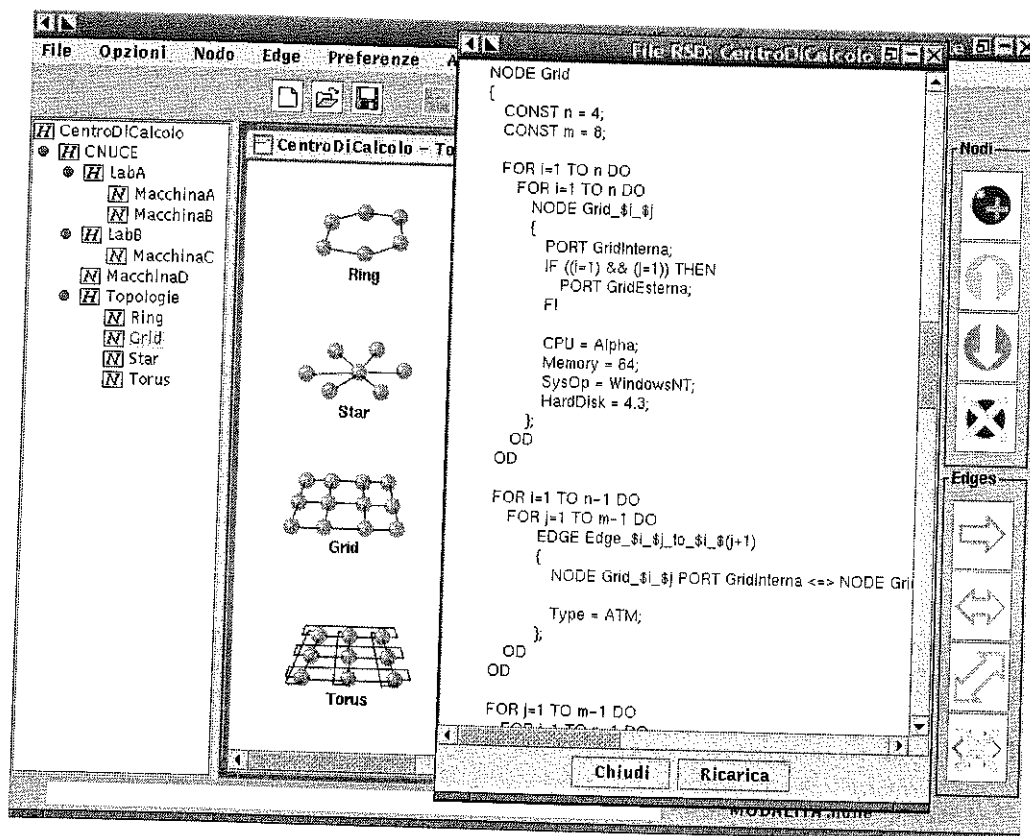 File Opzioni Nodo Edge Preferenze A
H CentroDiCalcolo
H CNUCE
H LabA
N MacchinaA
N MacchinaB
H LabB
N MacchinaC
N MacchinaD
H Topologie
N Ring
N Grid
N Star
N Torus
CentroDiCalcolo - To
Ring
Star
Grid
Torus
File RSD: CentroDiCalcolo
NODE Grid
{
CONST n = 4;
CONST m = 8;
FOR i=1 TO n DO
FOR i=1 TO n DO
NODE Grid_$i_$j
{
PORT GridInterna;
IF ((i=1) && (j=1)) THEN
PORT GridEsterna;
FI
CPU = Alpha;
Memory = 64;
SysOp = WindowsNT;
HardDisk = 4.3;
};
OD
OD
FOR i=1 TO n-1 DO
FOR j=1 TO m-1 DO
EDGE Edge_$i_$j_to_$i_$(j+1)
{
NODE Grid_$i_$j PORT GridInterna <=> NODE Gri
Type = ATM;
};
OD
OD
FOR j=1 TO m-1 DO
Chiudi Ricarica
Nodi
Edges